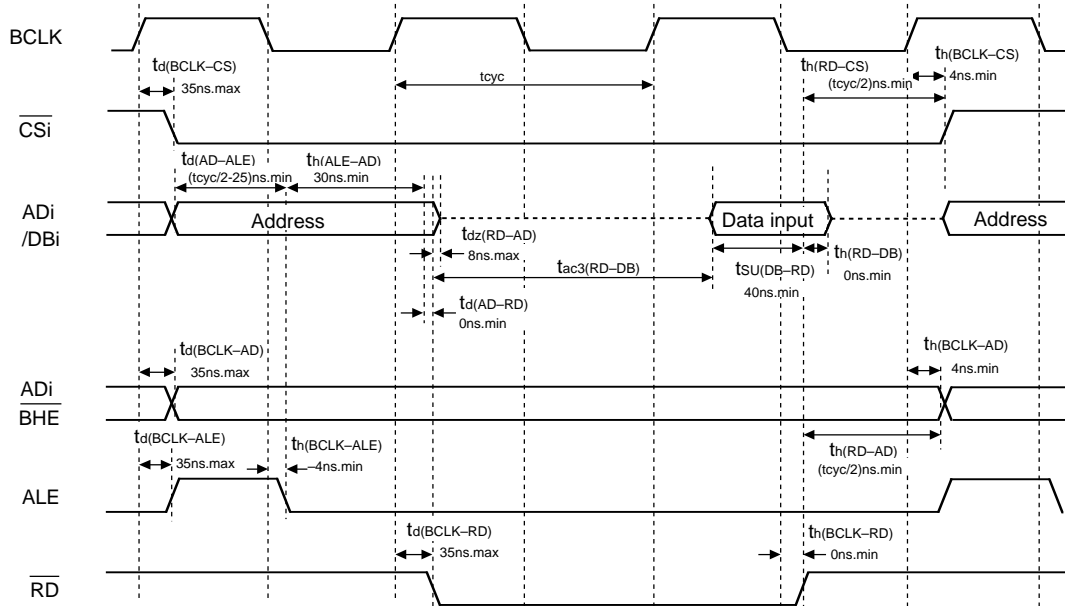 BCLK
td(BCLK–CS)
35ns.max
tcyc
th(RD–CS)
(tcyc/2)ns.min
th(BCLK–CS)
4ns.min
CSi
td(AD–ALE)
(tcyc/2-25)ns.min
th(ALE–AD)
30ns.min
ADi
/DBi
Address
Data input
Address
tdz(RD–AD)
8ns.max
tac3(RD–DB)
tSU(DB–RD)
40ns.min
th(RD–DB)
0ns.min
td(AD–RD)
0ns.min
td(BCLK–AD)
35ns.max
th(BCLK–AD)
4ns.min
ADi
BHE
td(BCLK–ALE)
35ns.max
th(BCLK–ALE)
–4ns.min
th(RD–AD)
(tcyc/2)ns.min
ALE
td(BCLK–RD)
35ns.max
th(BCLK–RD)
0ns.min
RD